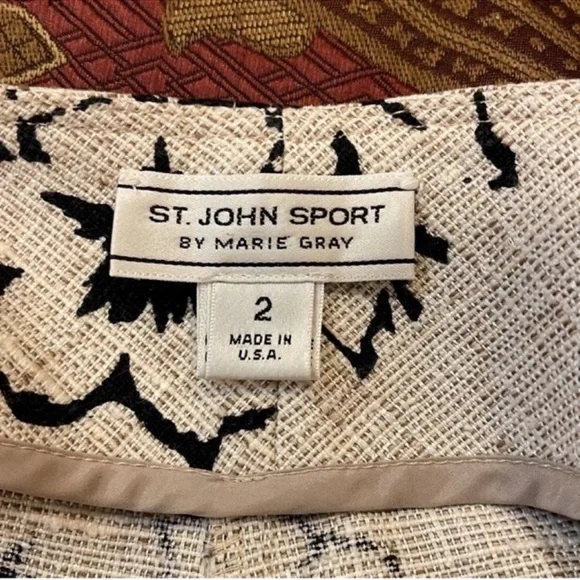 ST. JOHN SPORT
BY MARIE GRAY
2
MADE IN
U.S.A.